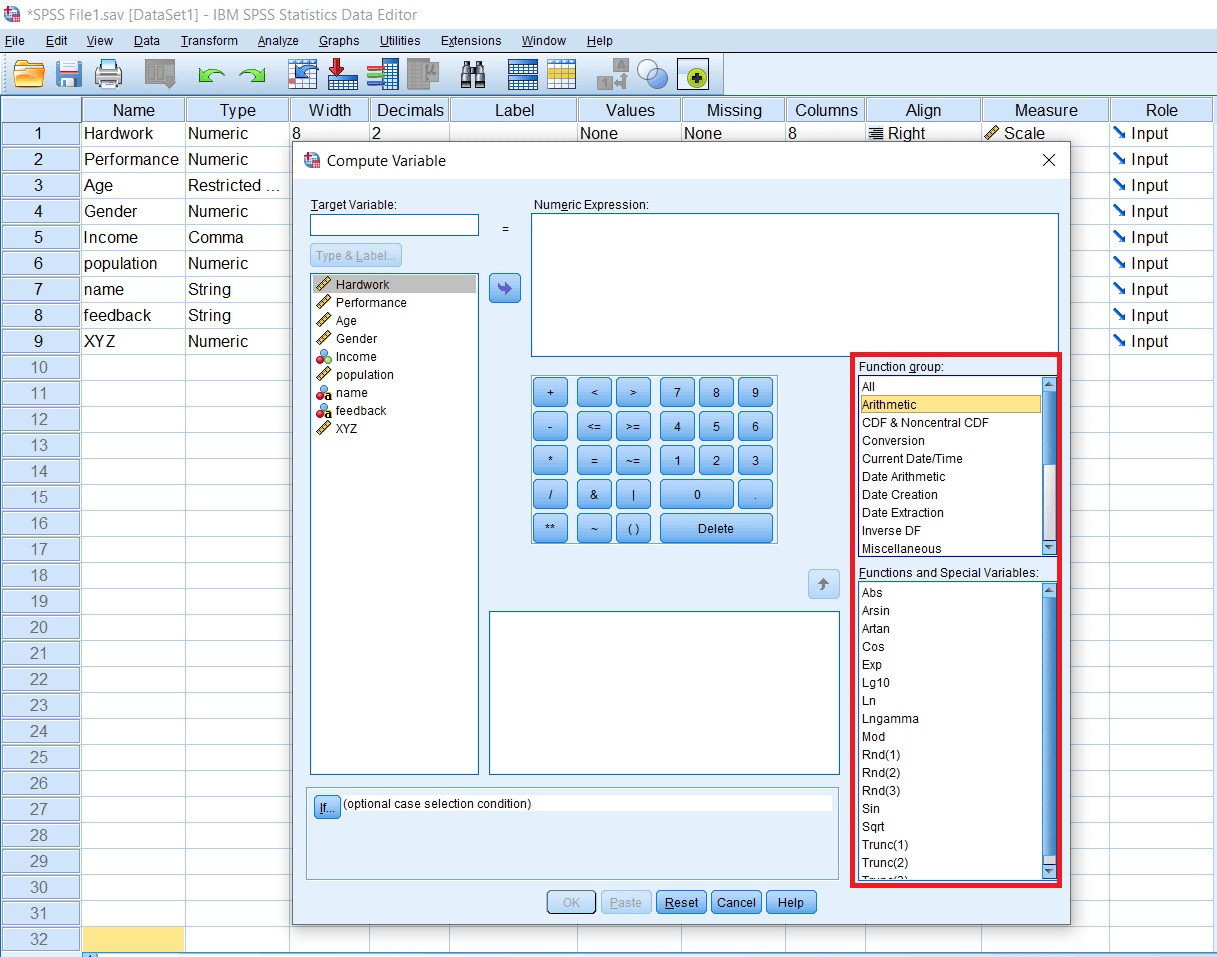 *SPSS File1.sav [DataSet1] - IBM SPSS Statistics Data Editor
File Edit View Data Transform Analyze Graphs Utilities Extensions Window Help
Name Type Width Decimals Label Values Missing Columns Align Measure Role
1 Hardwork Numeric 8 2 None None 8 Right Scale Input
2 Performance Numeric Input
3 Age Restricted ... Input
4 Gender Numeric Input
5 Income Comma Input
6 population Numeric Input
7 name String Input
8 feedback String Input
9 XYZ Numeric Input
10
11
12
13
14
15
16
17
18
19
20
21
22
23
24
25
26
27
28
29
30
31
32
Compute Variable
Target Variable:
=
Numeric Expression:
Type & Label...
Hardwork
Performance
Age
Gender
Income
population
name
feedback
XYZ
+ < > 7 8 9
- <= >= 4 5 6
* = ~= 1 2 3
/ & | 0 .
** ~ ( ) Delete
Function group:
All
Arithmetic
CDF & Noncentral CDF
Conversion
Current Date/Time
Date Arithmetic
Date Creation
Date Extraction
Inverse DF
Miscellaneous
Functions and Special Variables:
Abs
Arsin
Artan
Cos
Exp
Lg10
Ln
Lngamma
Mod
Rnd(1)
Rnd(2)
Rnd(3)
Sin
Sqrt
Trunc(1)
Trunc(2)
If... (optional case selection condition)
OK Paste Reset Cancel Help